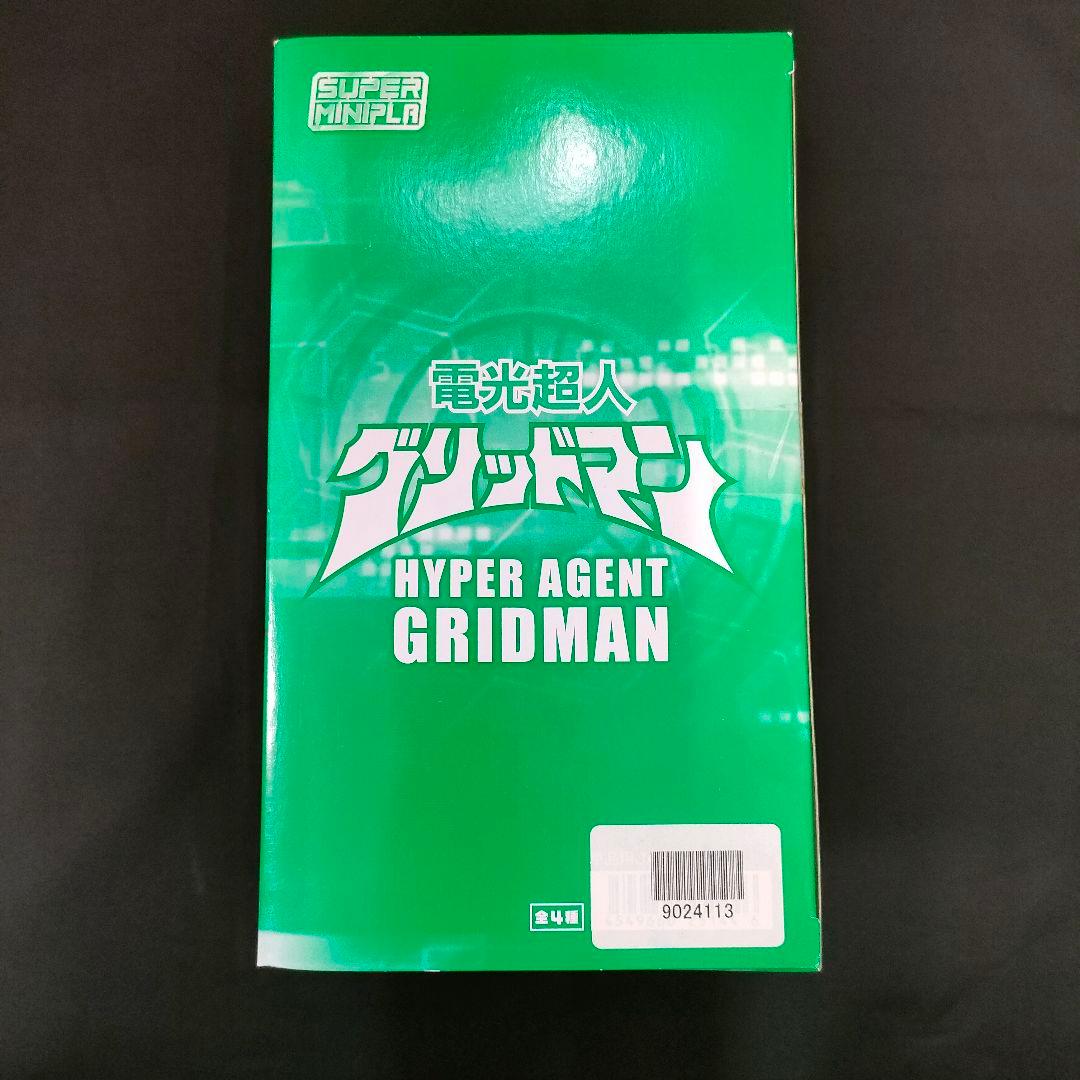 SUPER
MINIPLA
電光超人
グリッドマン
HYPER AGENT
GRIDMAN
全4種
9024113